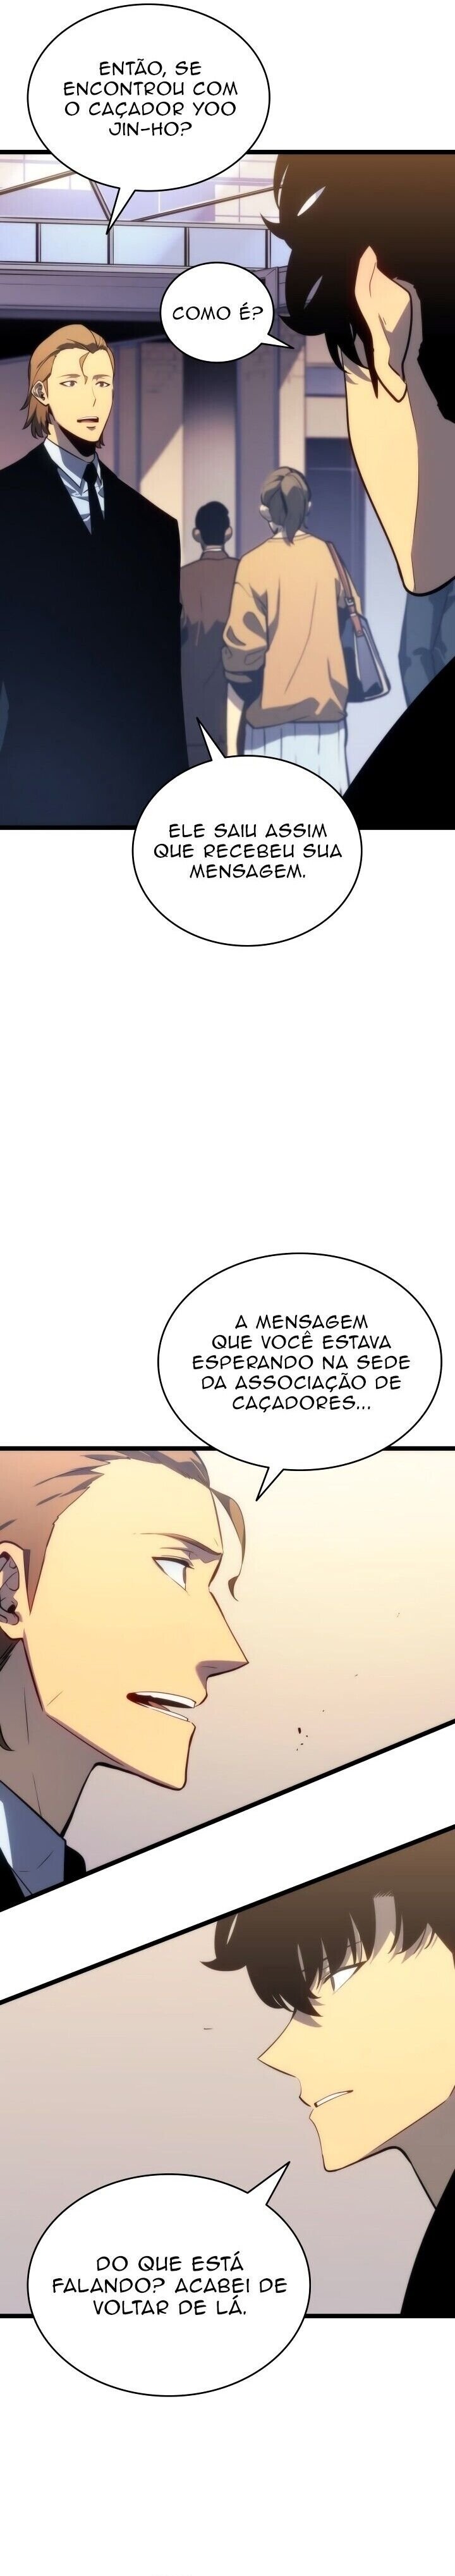 ENTÃO, SE
ENCONTROU COM
O CAÇADOR YOO
JIN-HO?
COMO É?
ELE SAIU ASSIM
QUE RECEBEU SUA
MENSAGEM.
A MENSAGEM
QUE VOCÊ ESTAVA
ESPERANDO NA SEDE
DA ASSOCIAÇÃO DE
CAÇADORES...
DO QUE ESTÁ
FALANDO? ACABEI DE
VOLTAR DE LÁ.